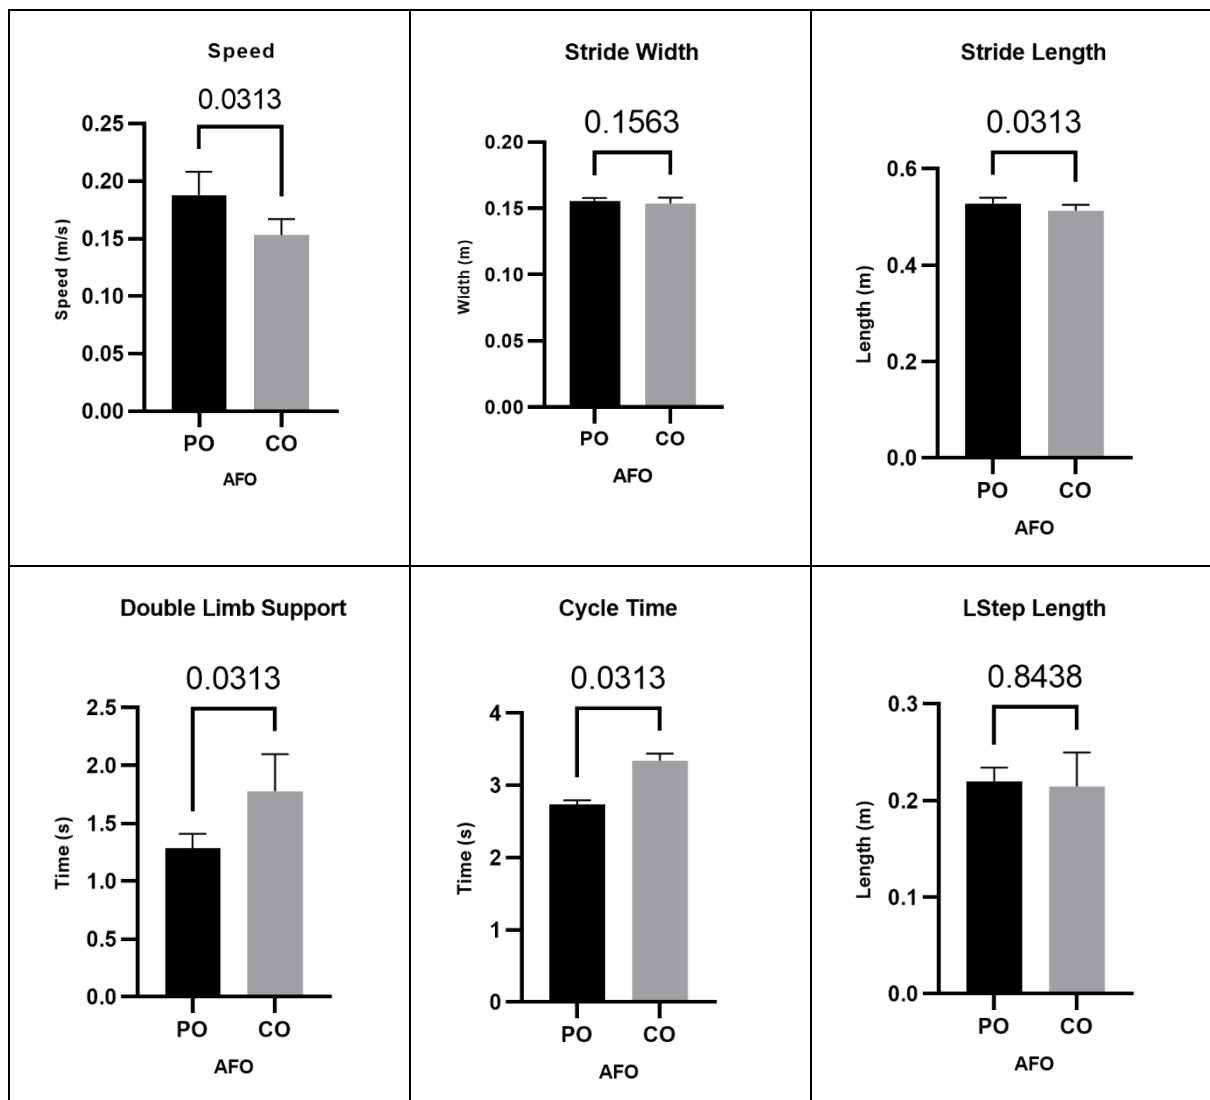 Speed
0.0313
0.25
0.20
0.15
0.10
0.05
0.00
Speed (m/s)
PO CO
AFO
Stride Width
0.1563
0.20
0.15
0.10
0.05
0.00
Width (m)
PO CO
AFO
Stride Length
0.0313
0.6
0.4
0.2
0.0
Length (m)
PO CO
AFO
Double Limb Support
0.0313
2.5
2.0
1.5
1.0
0.5
0.0
Time (s)
PO CO
AFO
Cycle Time
0.0313
4
3
2
1
0
Time (s)
PO CO
AFO
LStep Length
0.8438
0.3
0.2
0.1
0.0
Length (m)
PO CO
AFO